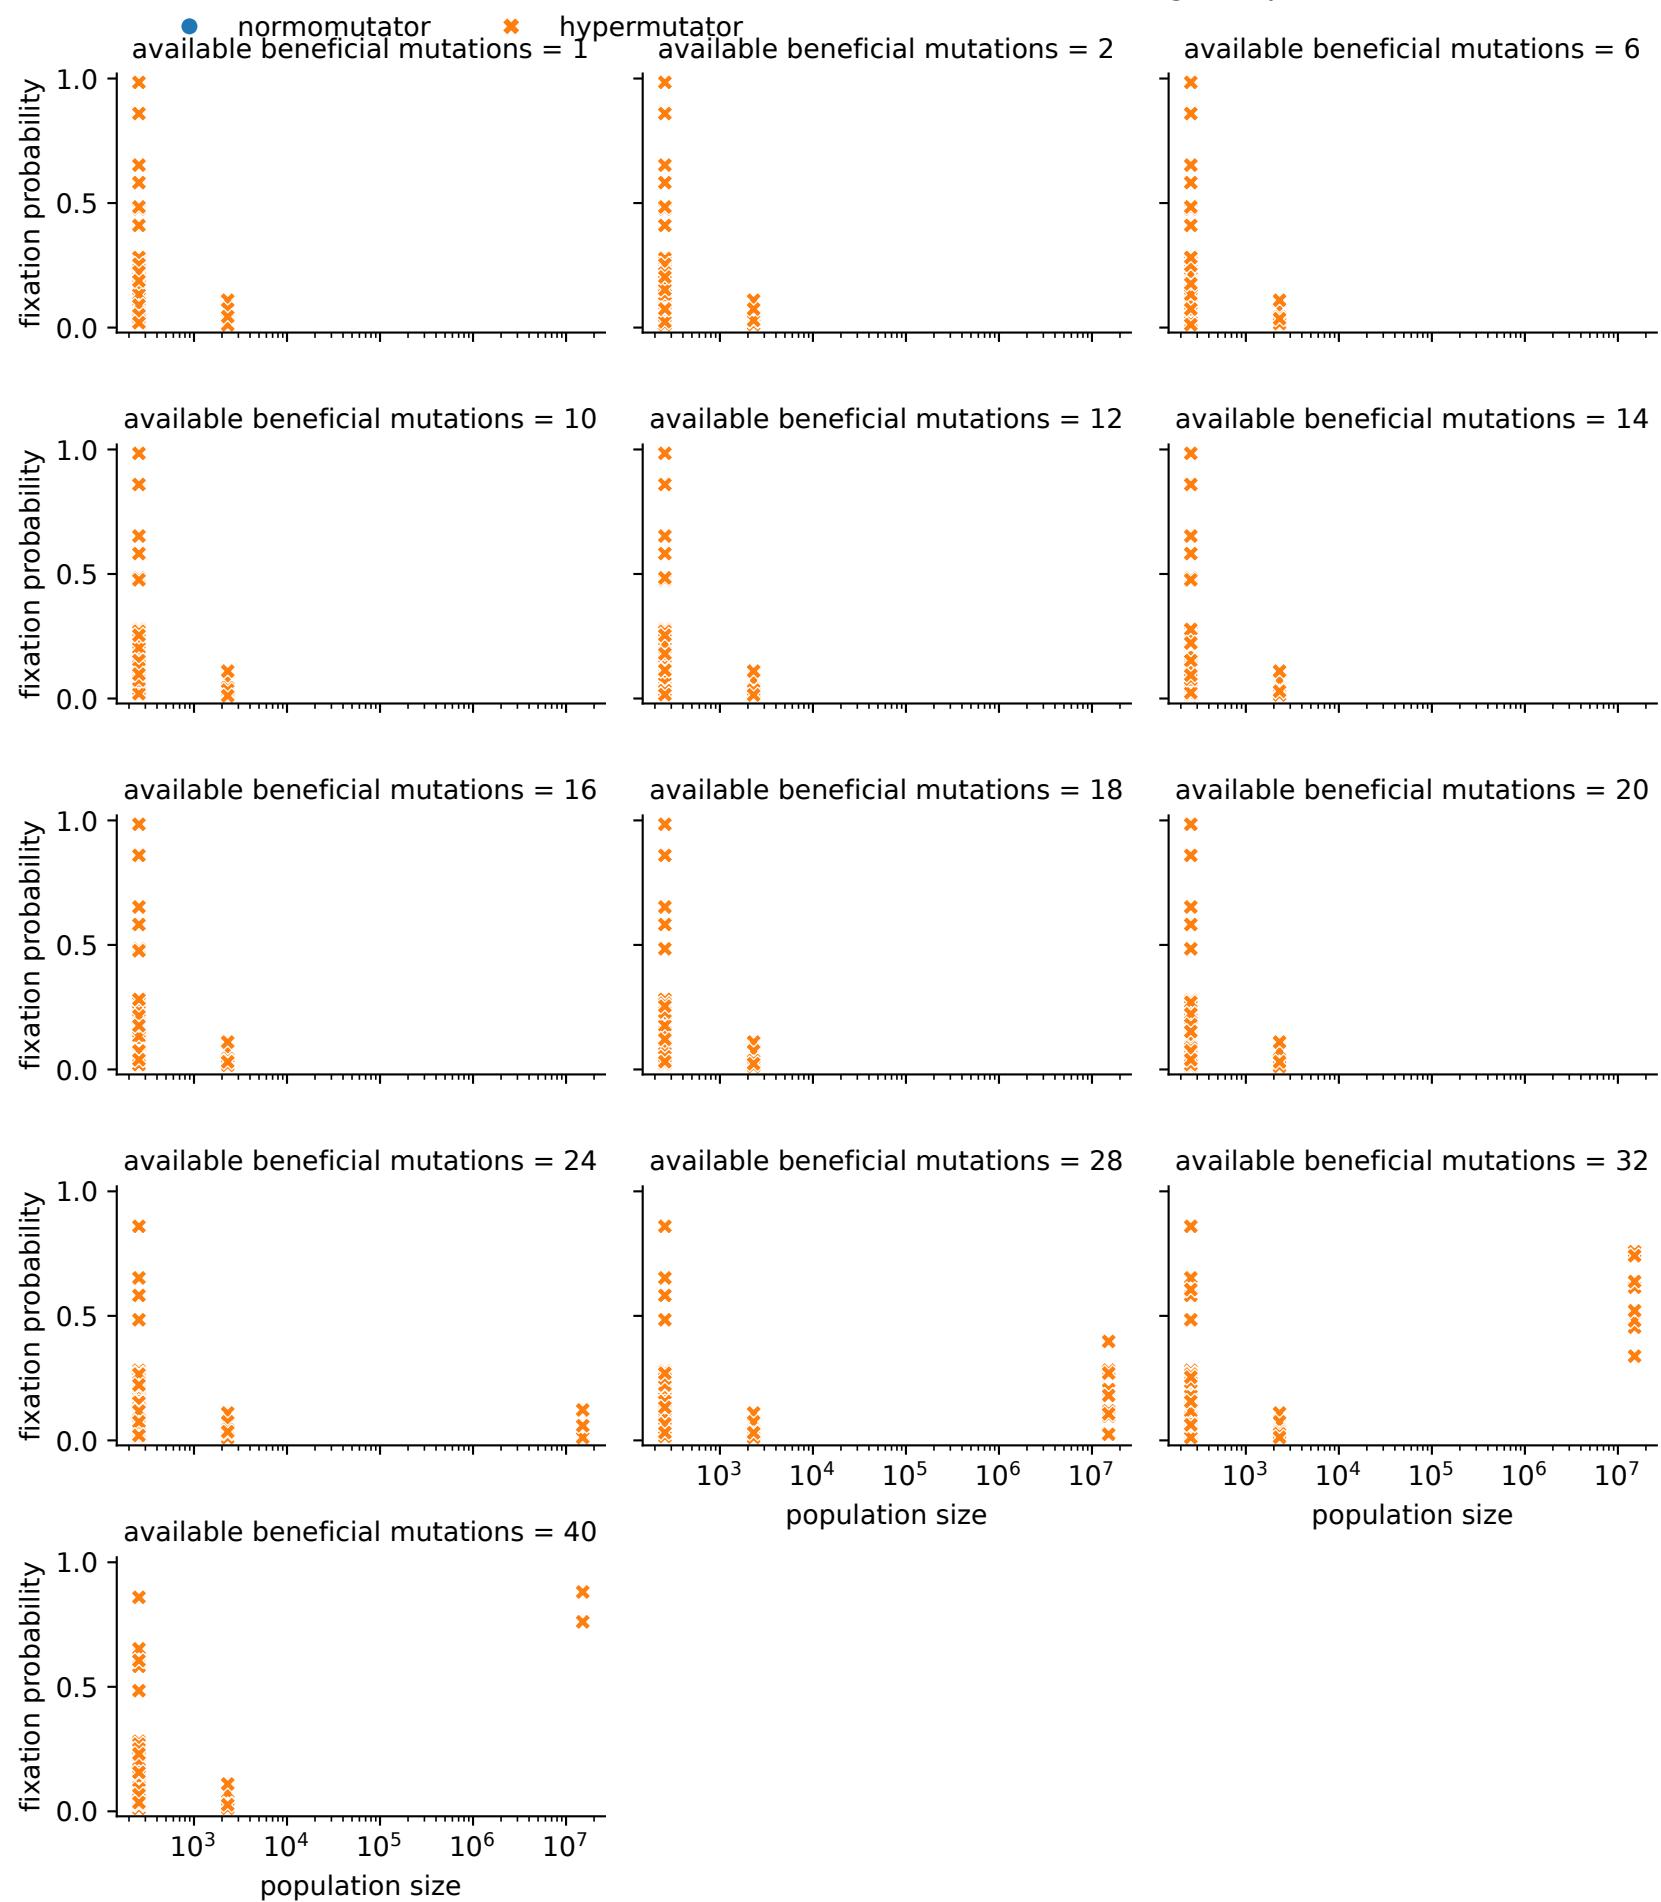 normomutator hypermutator
available beneficial mutations = 1 available beneficial mutations = 2 available beneficial mutations = 6
fixation probability
1.0
0.5
0.0
available beneficial mutations = 10 available beneficial mutations = 12 available beneficial mutations = 14
fixation probability
1.0
0.5
0.0
available beneficial mutations = 16 available beneficial mutations = 18 available beneficial mutations = 20
fixation probability
1.0
0.5
0.0
available beneficial mutations = 24 available beneficial mutations = 28 available beneficial mutations = 32
fixation probability
1.0
0.5
0.0
10³ 10⁴ 10⁵ 10⁶ 10⁷ 10³ 10⁴ 10⁵ 10⁶ 10⁷
population size population size
available beneficial mutations = 40
fixation probability
1.0
0.5
0.0
10³ 10⁴ 10⁵ 10⁶ 10⁷
population size